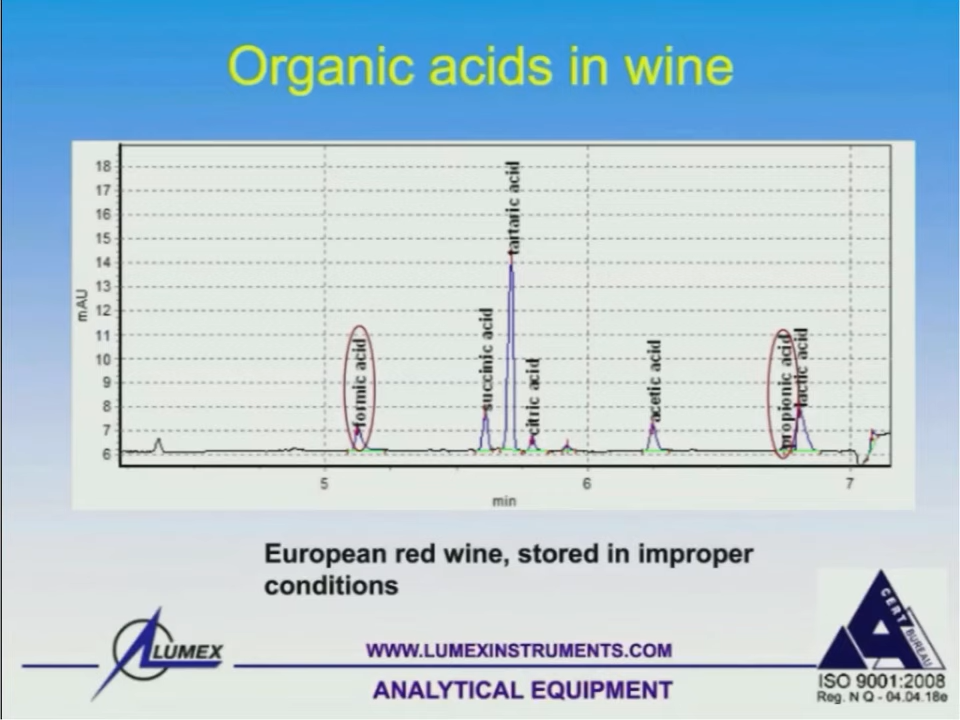 Organic acids in wine
mAU
18
17
16
15
14
13
12
11
10
9
8
7
6
formic acid
succinic acid
tartaric acid
citric acid
acetic acid
propionic acid
lactic acid
5
6
7
min
European red wine, stored in improper
conditions
LUMEX
WWW.LUMEXINSTRUMENTS.COM
ANALYTICAL EQUIPMENT
CERT
BUREAU
ISO 9001:2008
Reg. N Q - 04.04.18e